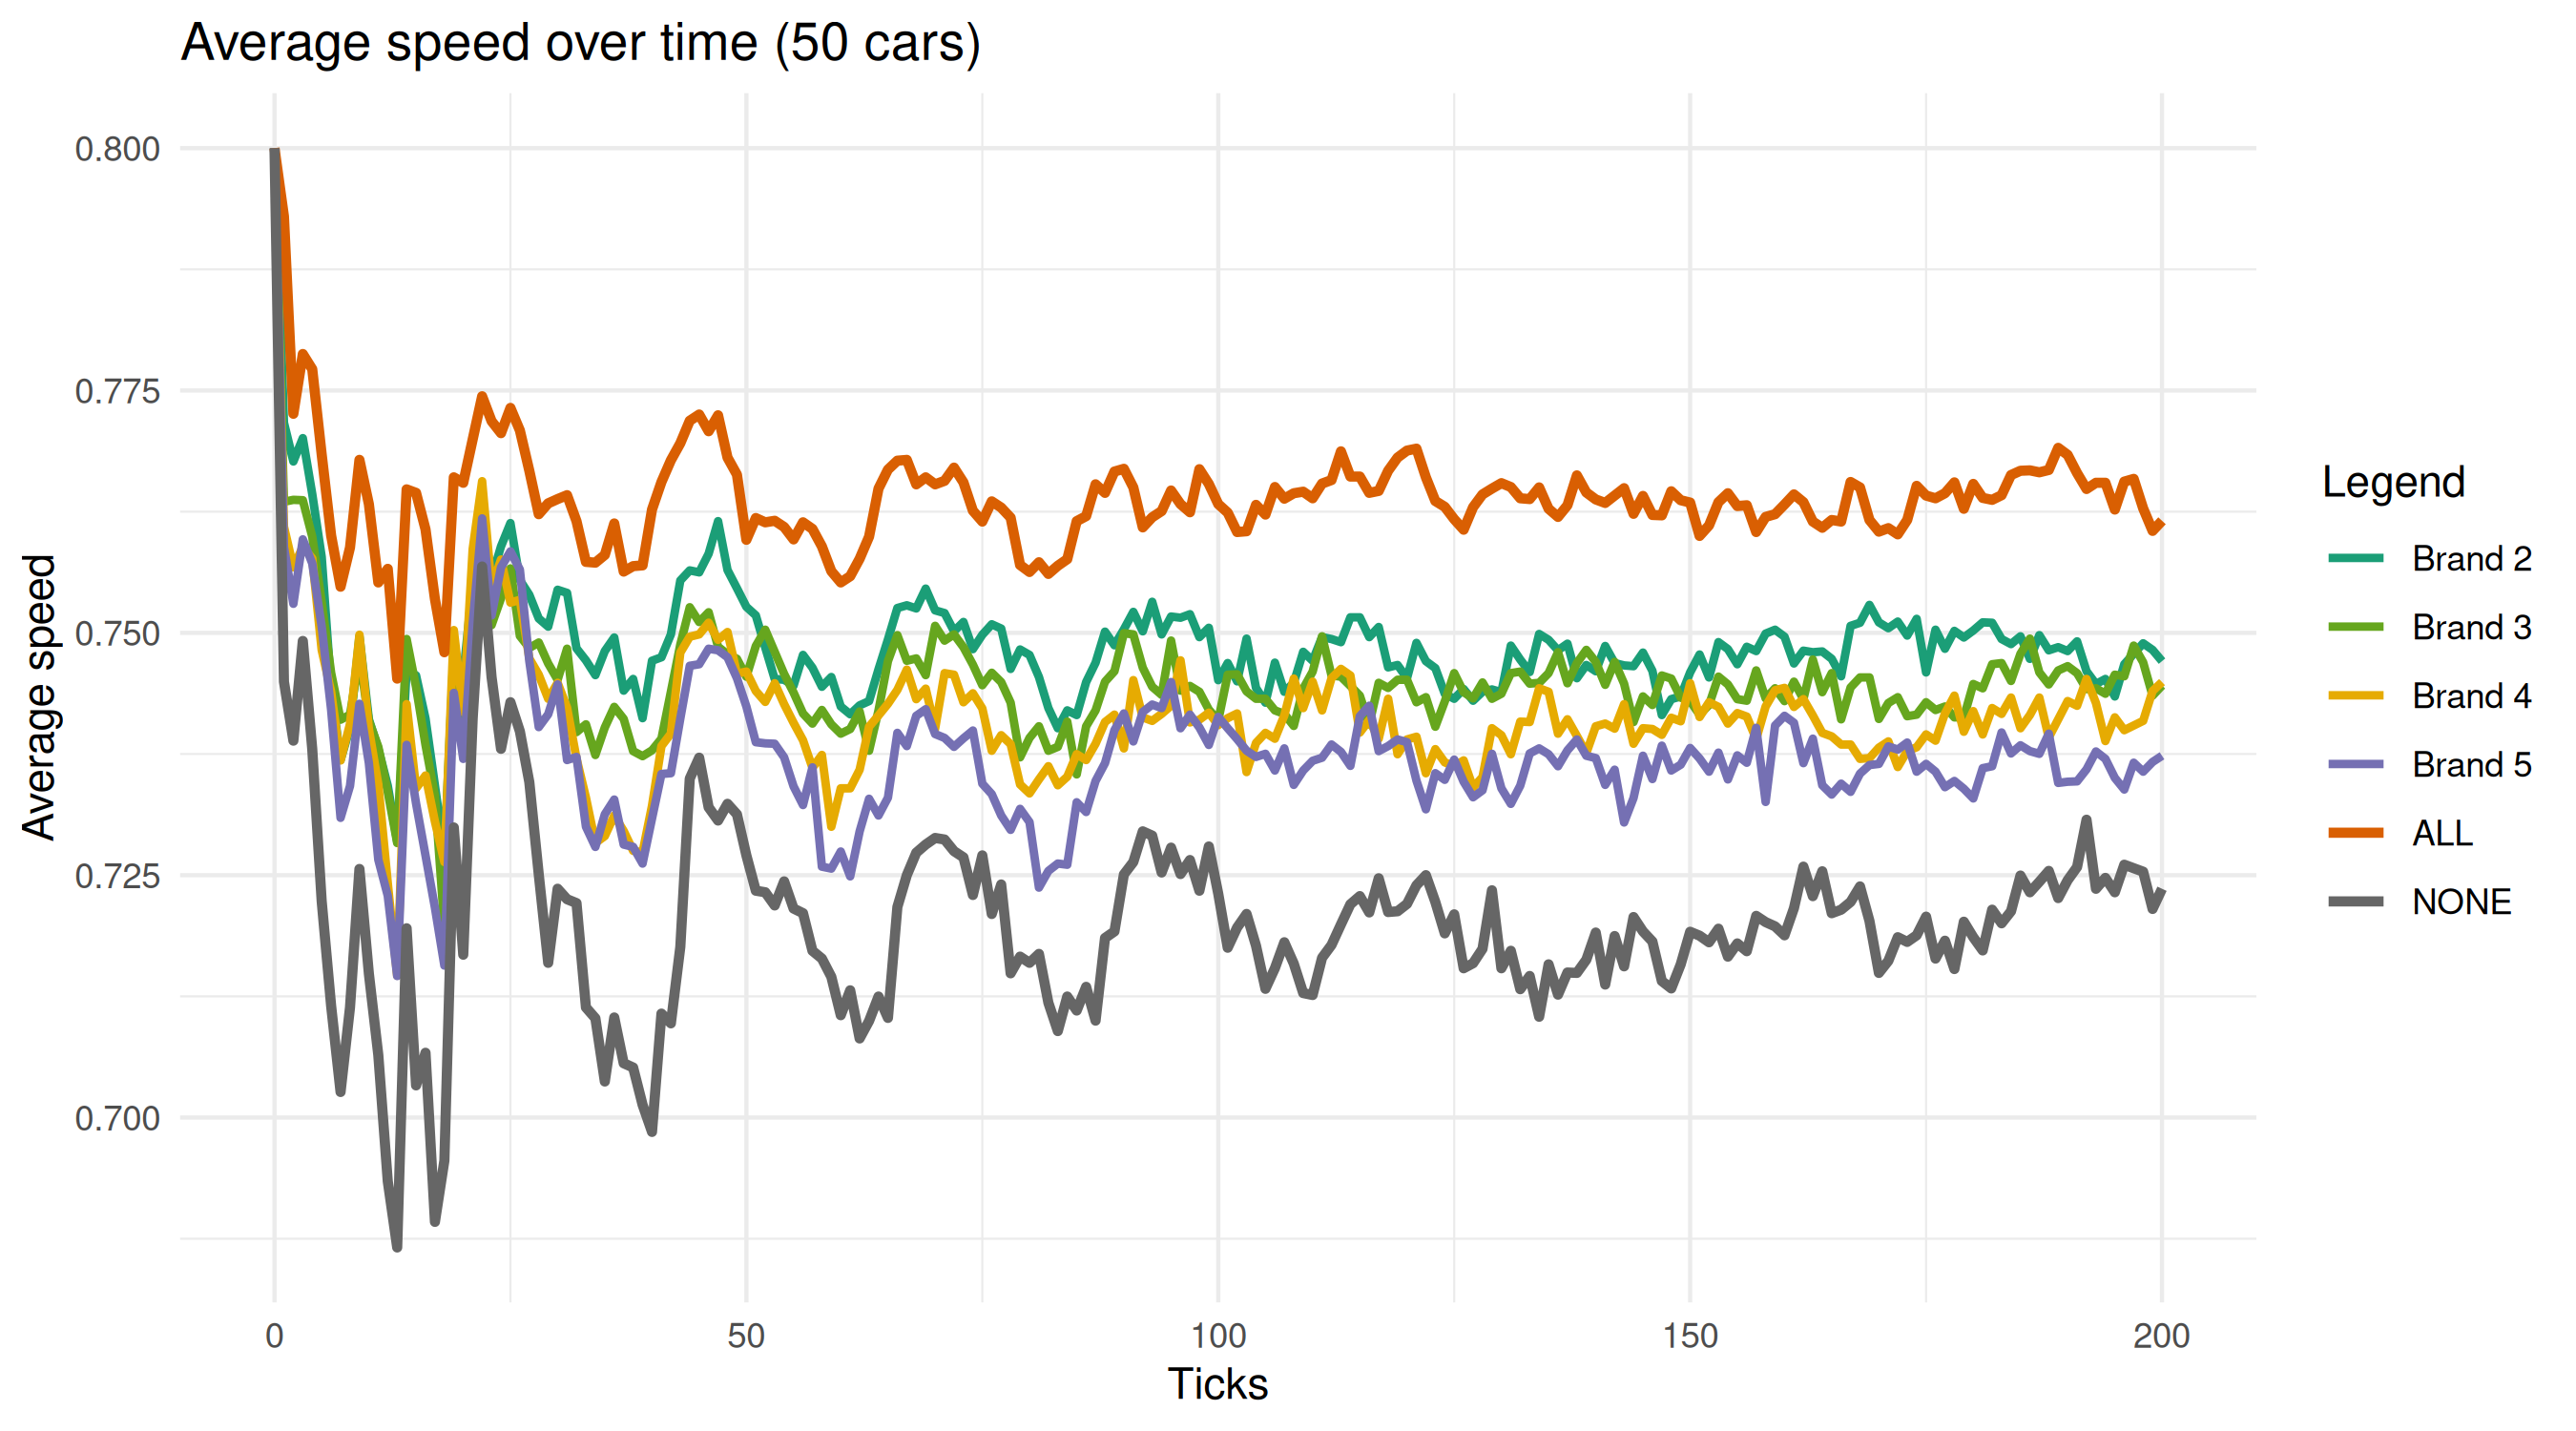 Average speed over time (50 cars)
0.800
0.775
0.750
0.725
0.700
Average speed
0
50
100
150
200
Ticks
Legend
Brand 2
Brand 3
Brand 4
Brand 5
ALL
NONE